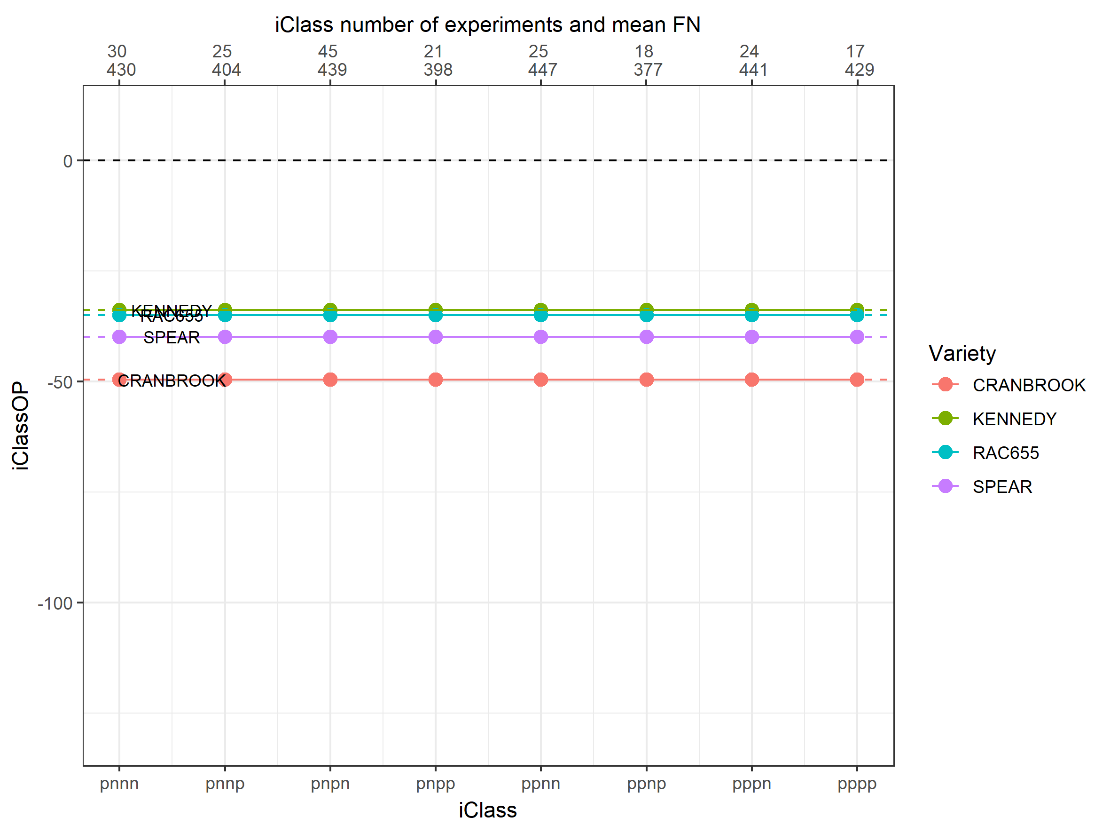 iClass number of experiments and mean FN
30 25 45 21 25 18 24 17
430 404 439 398 447 377 441 429
0
-50
-100
iClassOP
KENNEDY
RAC655
SPEAR
CRANBROOK
pnnn pnnp pnpn pnpp ppnn ppnp pppn pppp
iClass
Variety
CRANBROOK
KENNEDY
RAC655
SPEAR